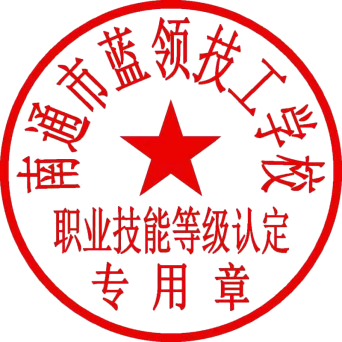 南通市蓝领技工学校
职业技能等级认定
专用章